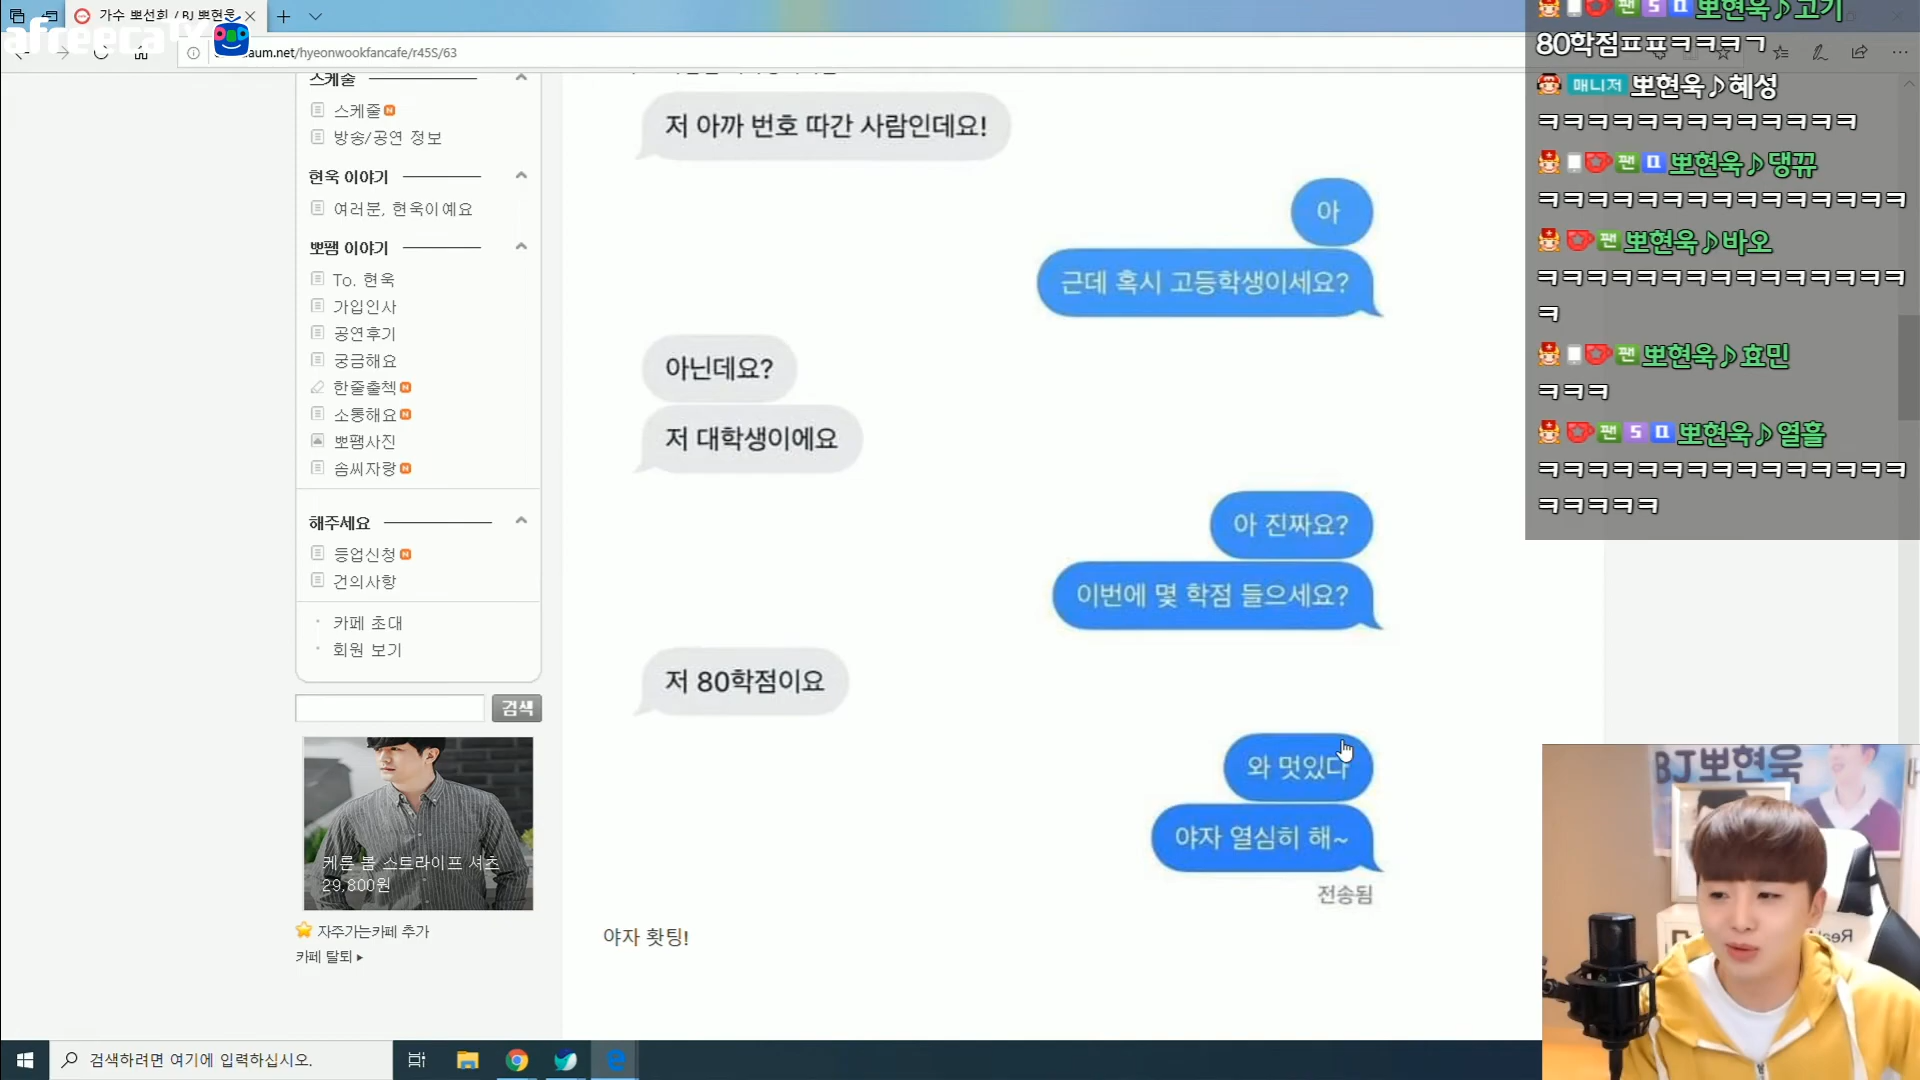 가수 뽀선회 / BJ 뽀현욱
afreecaTV
aum.net/hyeonwookfancafe/r45S/63
스케줄
스케줄 N
방송/공연 정보
현욱 이야기
여러분, 현욱이예요
뽀팸 이야기
To. 현욱
가입인사
공연후기
궁금해요
한줄출첵 N
소통해요 N
뽀팸사진
솜씨자랑 N
해주세요
등업신청 N
건의사항
카페 초대
회원 보기
검색
케른 봄 스트라이프 셔츠
29,800원
자주가는카페 추가
카페 탈퇴 ▸
저 아까 번호 따간 사람인데요!
아
근데 혹시 고등학생이세요?
아닌데요?
저 대학생이에요
아 진짜요?
이번에 몇 학점 들으세요?
저 80학점이요
와 멋있다
야자 열심히 해~
전송됨
야자 홧팅!
팬 S 뽀현욱♪고기
80학점ㅍㅍㅋㅋㅋㄱ
매니저 뽀현욱♪혜성
ㅋㅋㅋㅋㅋㅋㅋㅋㅋㅋㅋㅋㅋ
팬 뽀현욱♪댕뀨
ㅋㅋㅋㅋㅋㅋㅋㅋㅋㅋㅋㅋㅋㅋㅋ
팬 뽀현욱♪바오
ㅋㅋㅋㅋㅋㅋㅋㅋㅋㅋㅋㅋㅋㅋㅋ
ㅋ
팬 뽀현욱♪효민
ㅋㅋㅋ
팬 S 뽀현욱♪열흘
ㅋㅋㅋㅋㅋㅋㅋㅋㅋㅋㅋㅋㅋㅋㅋ
ㅋㅋㅋㅋㅋ
BJ뽀현욱
검색하려면 여기에 입력하십시오.